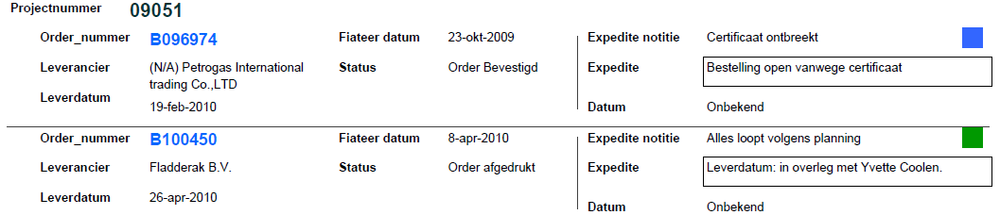 Projectnummer 09051
Order_nummer B096974 Fiateer datum 23-okt-2009 Expedite notitie Certificaat ontbreekt
Leverancier (N/A) Petrogas International Status Order Bevestigd Expedite Bestelling open vanwege certificaat
trading Co.,LTD
Leverdatum 19-feb-2010 Datum Onbekend
Order_nummer B100450 Fiateer datum 8-apr-2010 Expedite notitie Alles loopt volgens planning
Leverancier Fladderak B.V. Status Order afgedrukt Expedite Leverdatum: in overleg met Yvette Coolen.
Leverdatum 26-apr-2010
Datum Onbekend